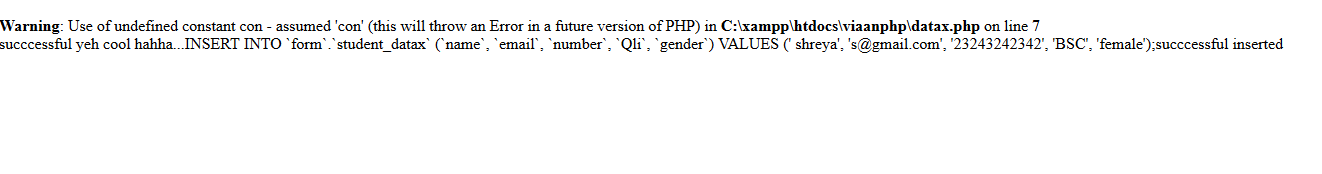 Warning: Use of undefined constant con - assumed 'con' (this will throw an Error in a future version of PHP) in C:\xampp\htdocs\viaanphp\datax.php on line 7
succcessful yeh cool hahha...INSERT INTO `form`.`student_datax` (`name`, `email`, `number`, `Qli`, `gender`) VALUES (' shreya', 's@gmail.com', '23243242342', 'BSC', 'female');succcessful inserted